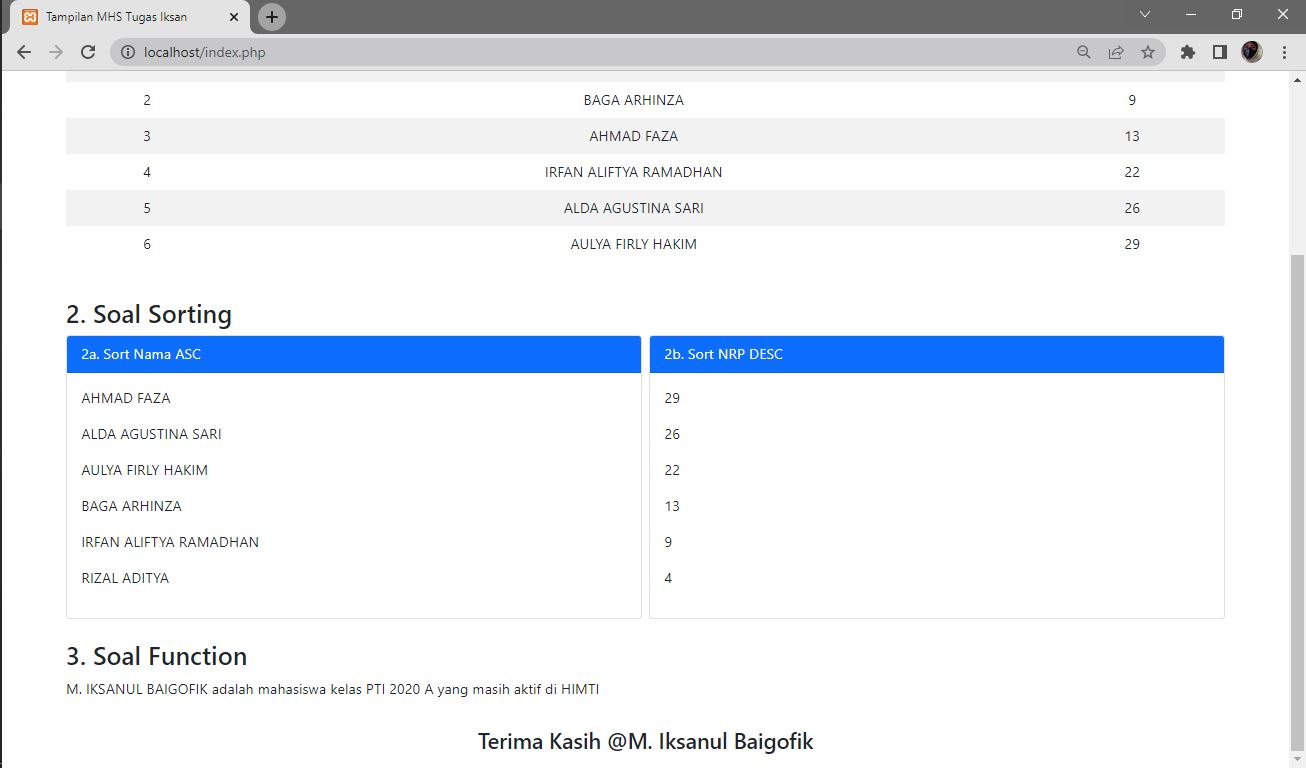 Tampilan MHS Tugas Iksan
localhost/index.php
2 BAGA ARHINZA 9
3 AHMAD FAZA 13
4 IRFAN ALIFTYA RAMADHAN 22
5 ALDA AGUSTINA SARI 26
6 AULYA FIRLY HAKIM 29
2. Soal Sorting
2a. Sort Nama ASC
AHMAD FAZA
ALDA AGUSTINA SARI
AULYA FIRLY HAKIM
BAGA ARHINZA
IRFAN ALIFTYA RAMADHAN
RIZAL ADITYA
2b. Sort NRP DESC
29
26
22
13
9
4
3. Soal Function
M. IKSANUL BAIGOFIK adalah mahasiswa kelas PTI 2020 A yang masih aktif di HIMTI
Terima Kasih @M. Iksanul Baigofik